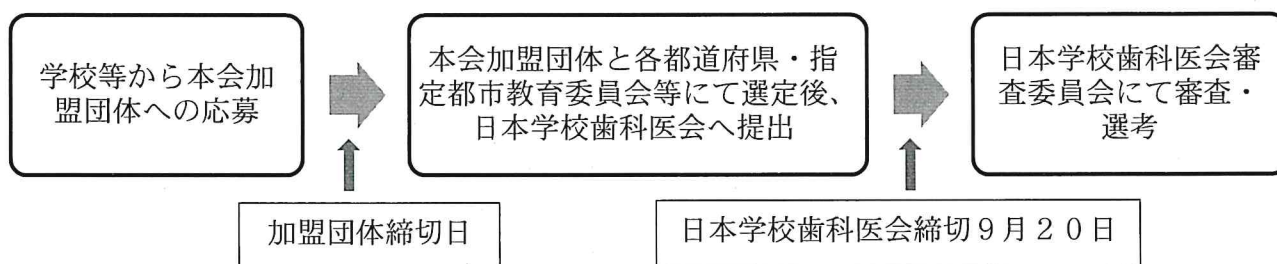 学校等から本会加
盟団体への応募
本会加盟団体と各都道府県・指
定都市教育委員会等にて選定後、
日本学校歯科医会へ提出
日本学校歯科医会審
査委員会にて審査・
選考
加盟団体締切日
日本学校歯科医会締切９月２０日